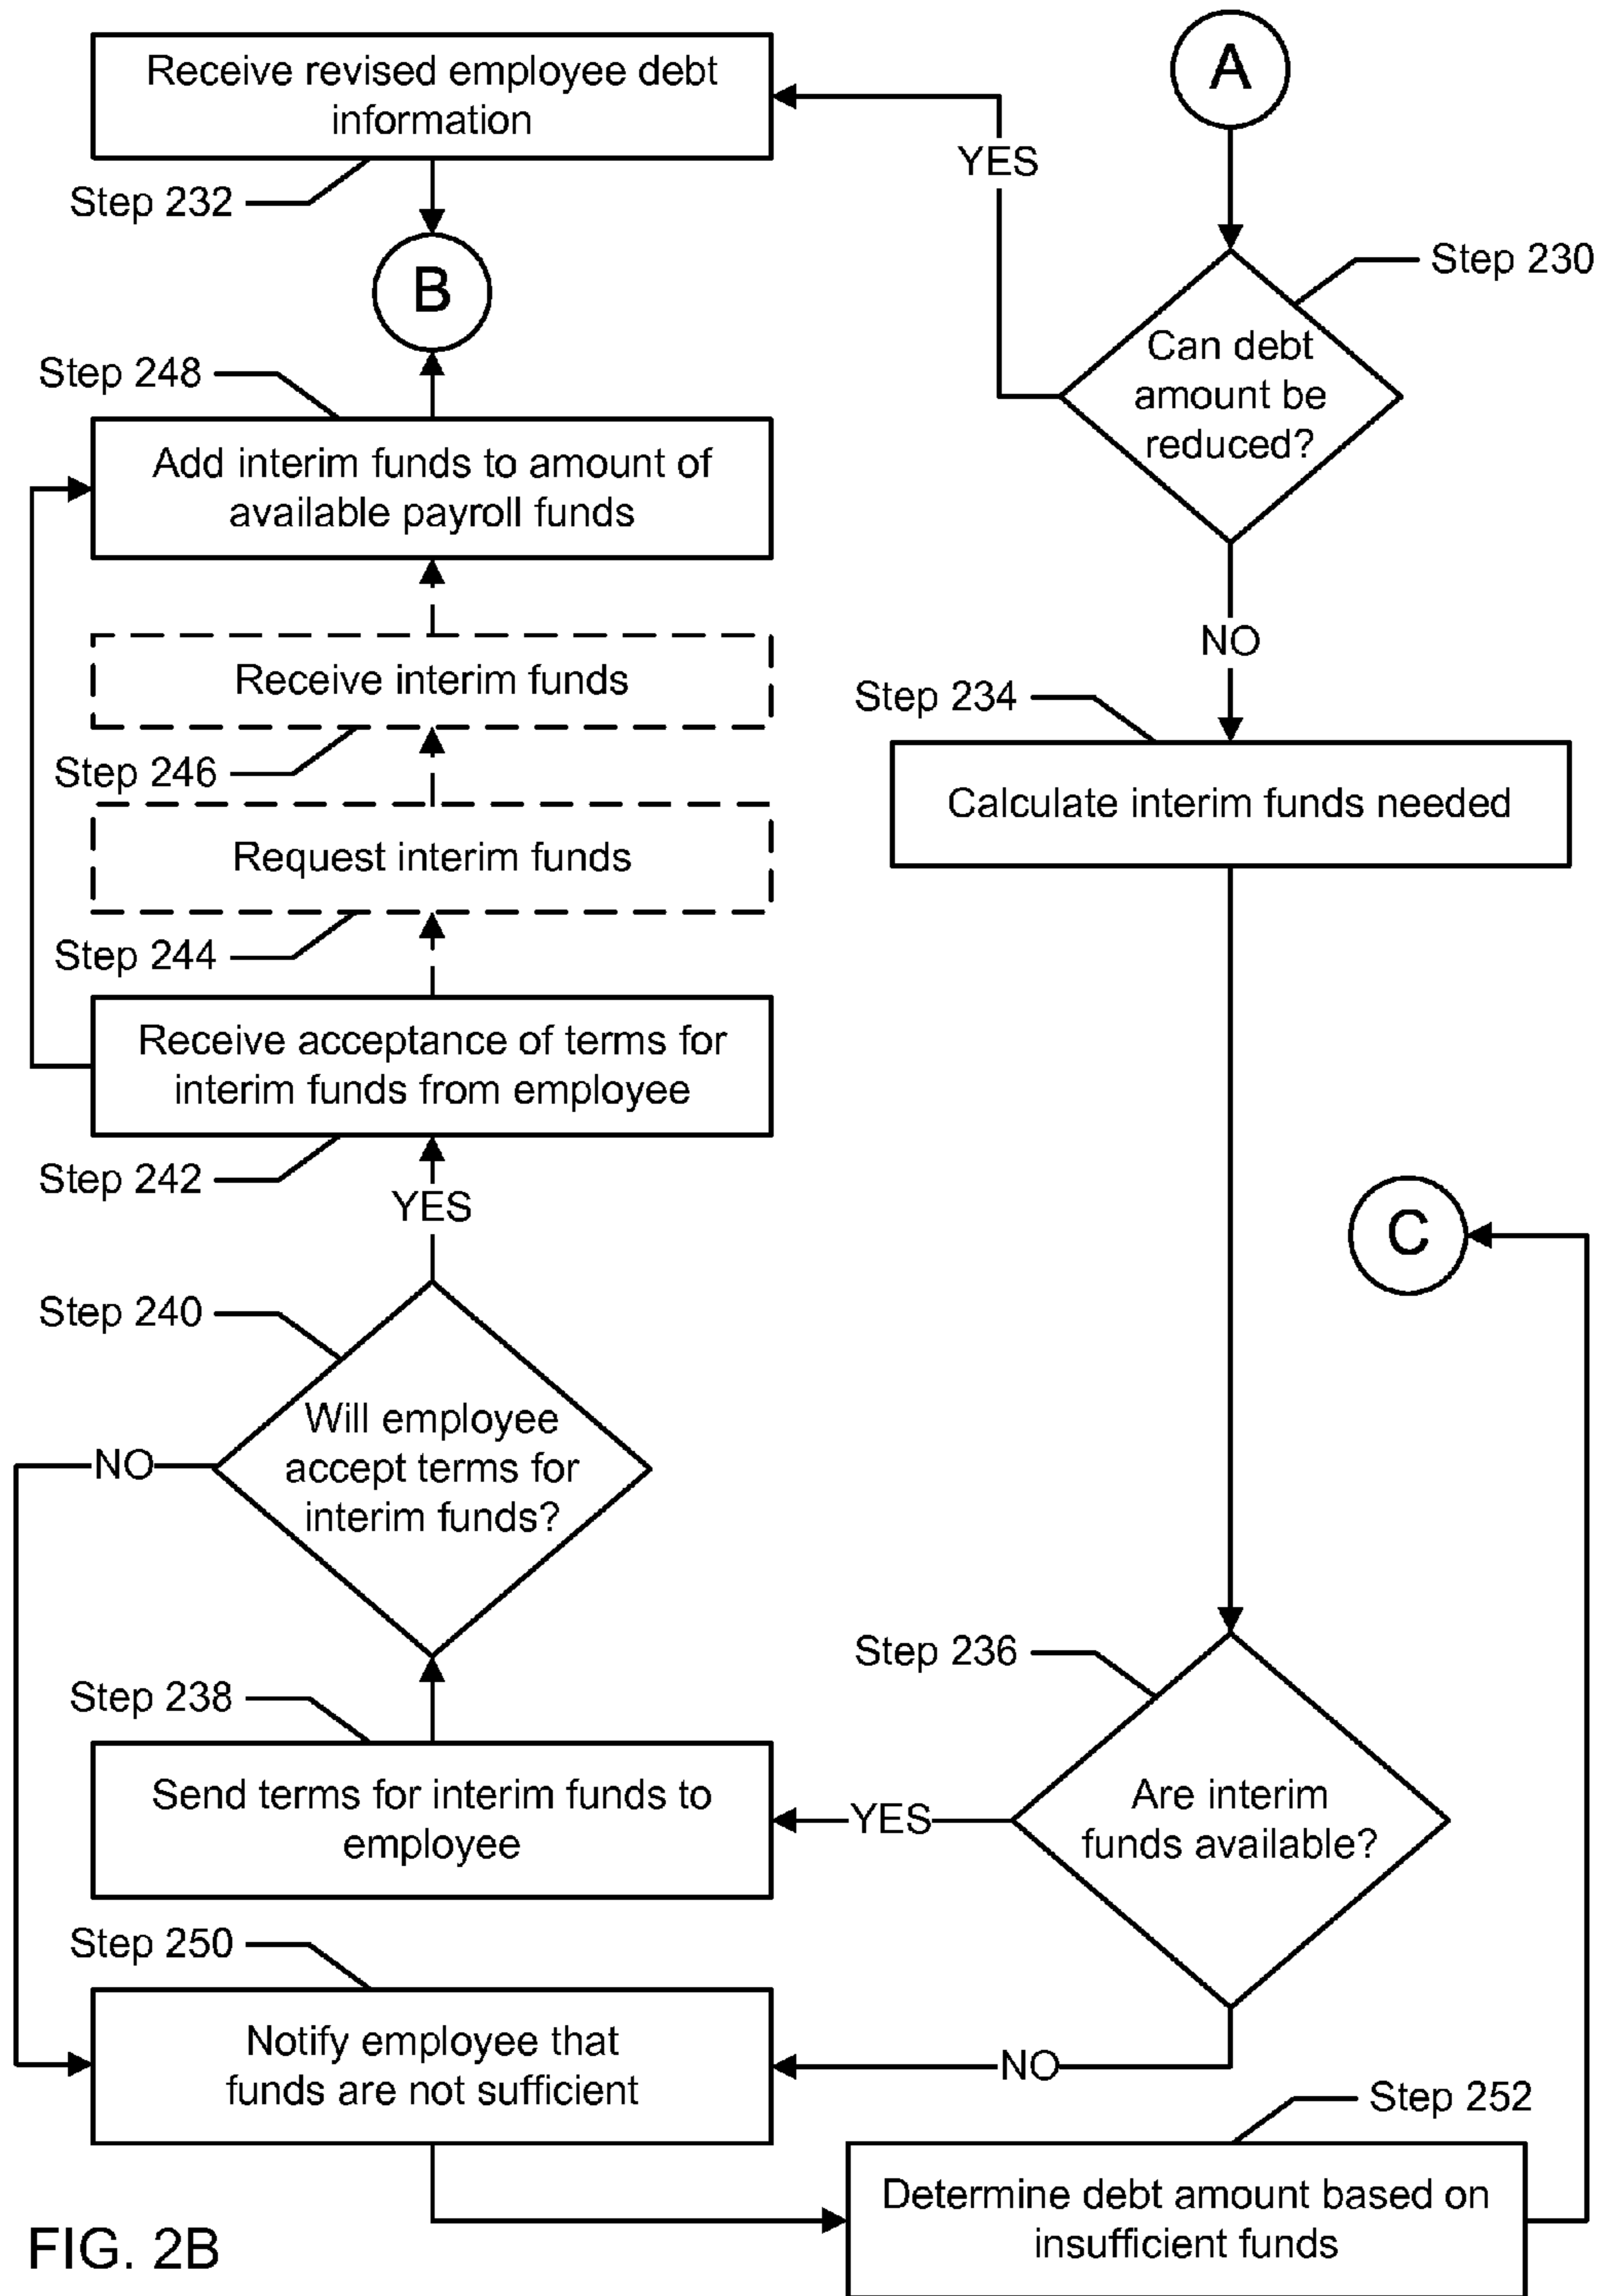 A
Receive revised employee debt
information
YES
Step 232
Step 230
B
Can debt
amount be
reduced?
Step 248
Add interim funds to amount of
available payroll funds
NO
Receive interim funds
Step 234
Step 246
Calculate interim funds needed
Request interim funds
Step 244
Receive acceptance of terms for
interim funds from employee
Step 242
YES
C
Step 240
Will employee
accept terms for
interim funds?
NO
Step 236
Step 238
Send terms for interim funds to
employee
YES
Are interim
funds available?
Step 250
Notify employee that
funds are not sufficient
NO
Step 252
Determine debt amount based on
insufficient funds
FIG. 2B